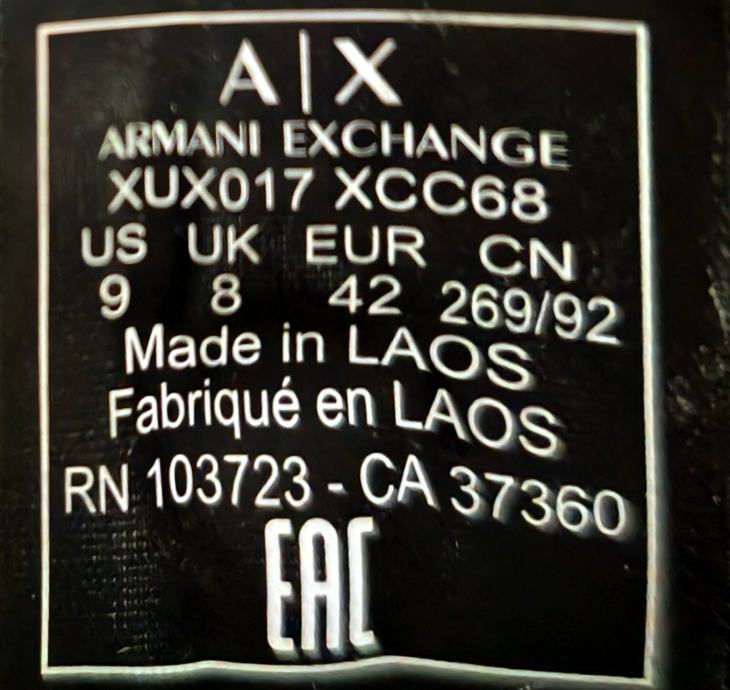 A|X
ARMANI EXCHANGE
XUX017 XCC68
US UK EUR CN
9 8 42 269/92
Made in LAOS
Fabriqué en LAOS
RN 103723 - CA 37360
EAC